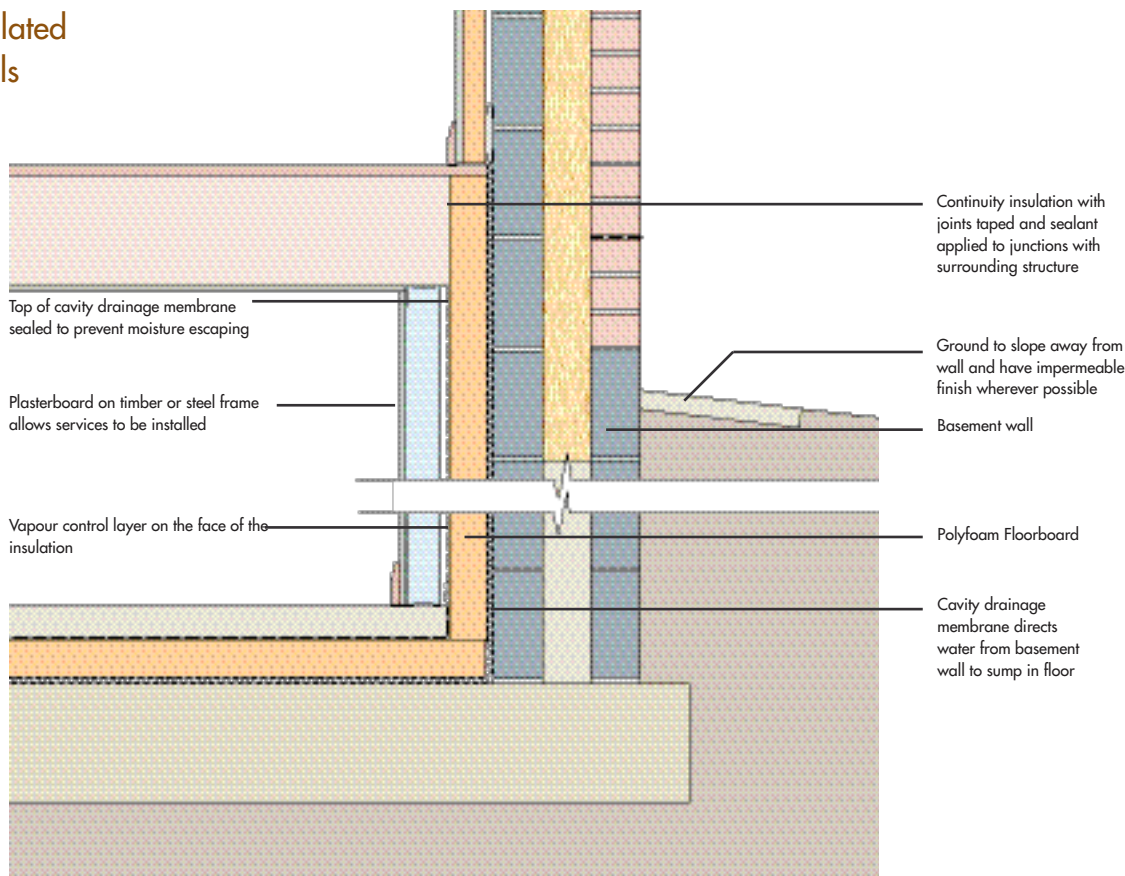 lated
ls
Continuity insulation with
joints taped and sealant
applied to junctions with
surrounding structure
Top of cavity drainage membrane
sealed to prevent moisture escaping
Ground to slope away from
wall and have impermeable
finish wherever possible
Plasterboard on timber or steel frame
allows services to be installed
Basement wall
Vapour control layer on the face of the
insulation
Polyfoam Floorboard
Cavity drainage
membrane directs
water from basement
wall to sump in floor